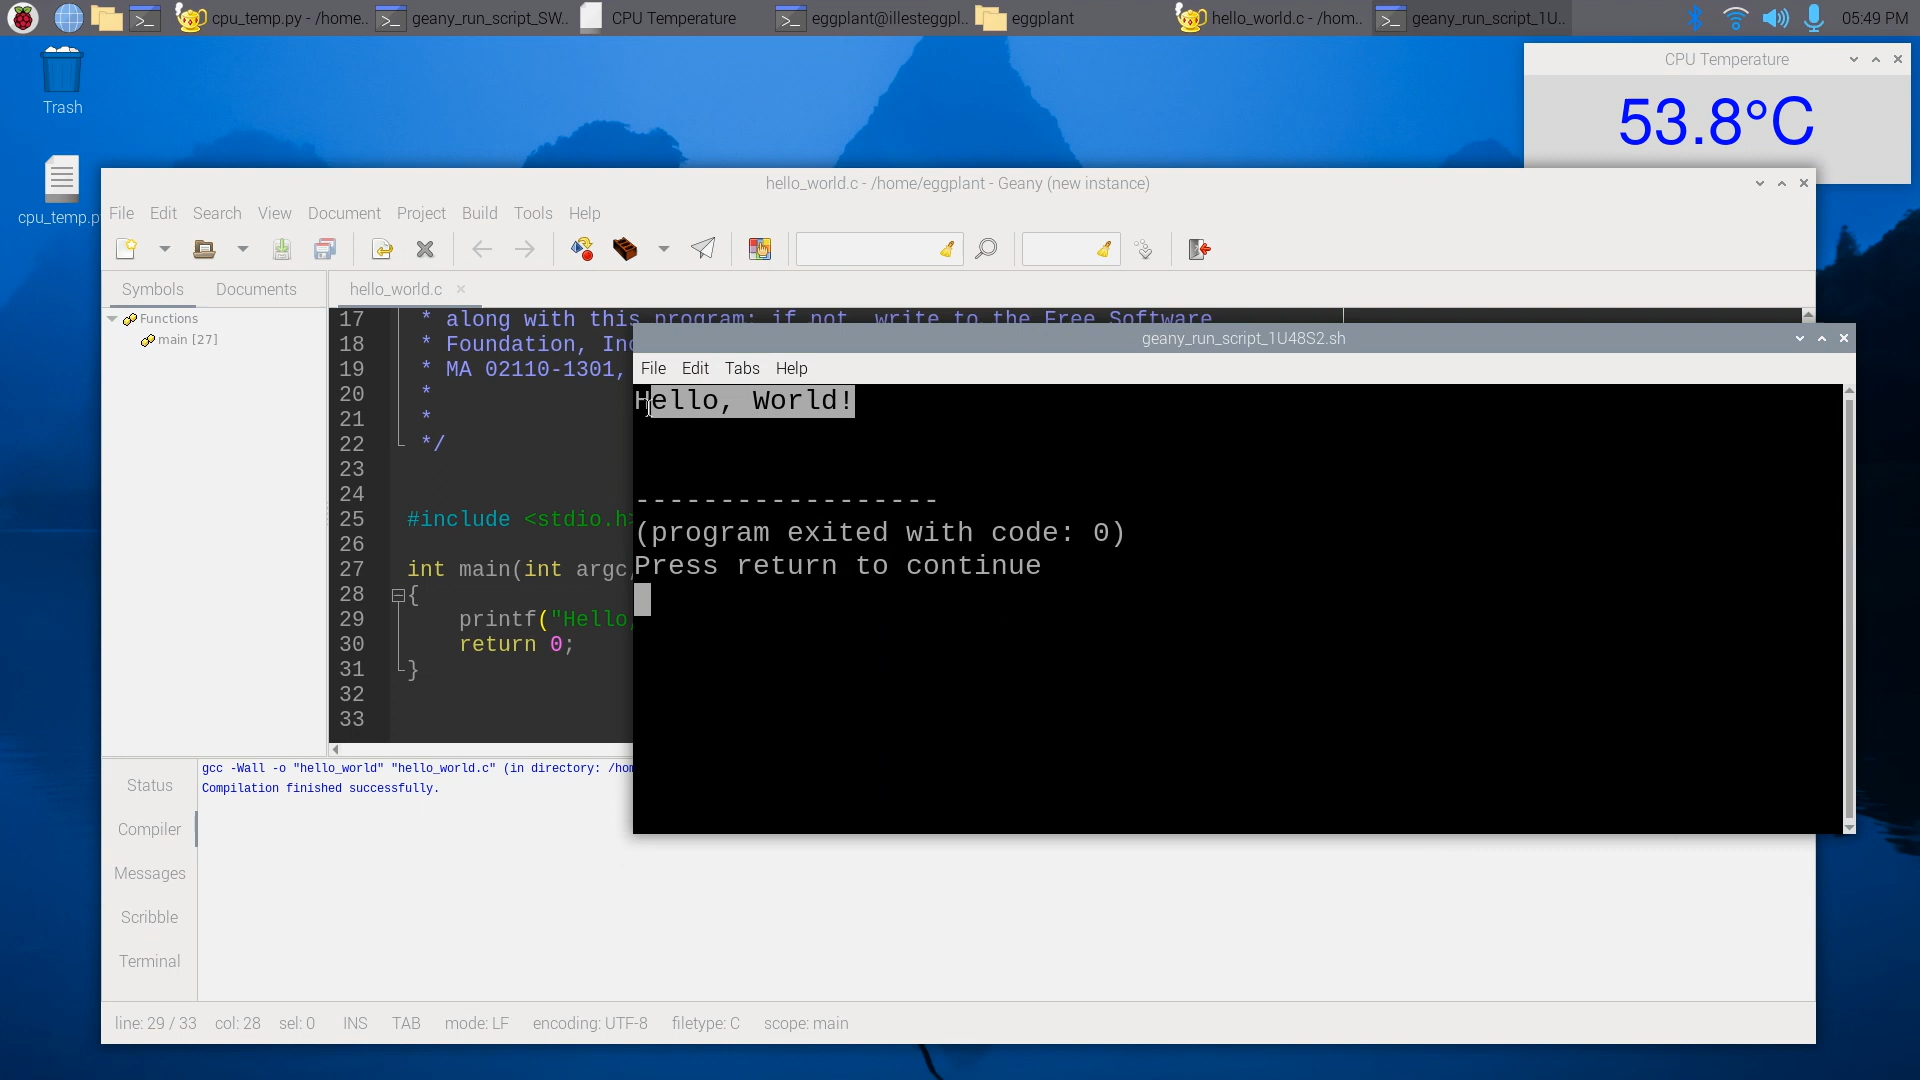 cpu_temp.py - /home..
geany_run_script_SW..
CPU Temperature
eggplant@illesteggpl..
eggplant
hello_world.c - /hom..
geany_run_script_1U..
05:49 PM
Trash
cpu_temp.p
CPU Temperature
53.8°C
hello_world.c - /home/eggplant - Geany (new instance)
File Edit Search View Document Project Build Tools Help
Symbols Documents
hello_world.c
Functions
main [27]
17 * along with this program; if not, write to the Free Software
18 * Foundation, Inc
19 * MA 02110-1301,
20 *
21 *
22 */
23
24
25 #include <stdio.h>
26
27 int main(int argc,
28 {
29 printf("Hello,
30 return 0;
31 }
32
33
geany_run_script_1U48S2.sh
File Edit Tabs Help
Hello, World!
------------------
(program exited with code: 0)
Press return to continue
Status
Compiler
Messages
Scribble
Terminal
gcc -Wall -o "hello_world" "hello_world.c" (in directory: /hom
Compilation finished successfully.
line: 29 / 33 col: 28 sel: 0 INS TAB mode: LF encoding: UTF-8 filetype: C scope: main